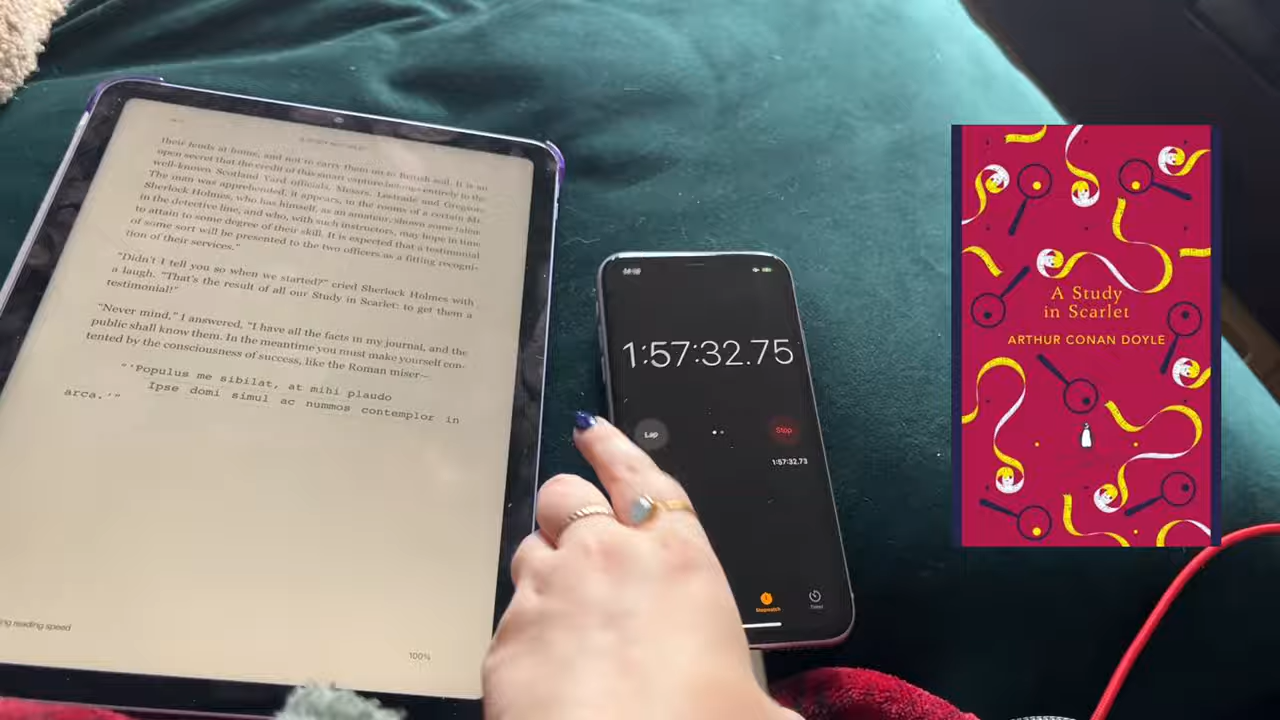 their feuds at home, and not to carry them on to British soil. It is an
open secret that the credit of this smart capture belongs entirely to the
well-known Scotland Yard officials, Messrs. Lestrade and Gregson.
The man was apprehended, it appears, in the rooms of a certain Mr.
Sherlock Holmes, who has himself, as an amateur, shown some talent
in the detective line, and who, with such instructors, may hope in time
to attain to some degree of their skill. It is expected that a testimonial
of some sort will be presented to the two officers as a fitting recogni-
tion of their services."
"Didn't I tell you so when we started?" cried Sherlock Holmes with
a laugh. "That's the result of all our Study in Scarlet: to get them a
testimonial!"
"Never mind," I answered, "I have all the facts in my journal, and the
public shall know them. In the meantime you must make yourself con-
tented by the consciousness of success, like the Roman miser—
"'Populus me sibilat, at mihi plaudo
Ipse domi simul ac nummos contemplor in
arca.'"
ing reading speed
100%
1:57:32.75
Lap
Stop
1:57:32.73
Stopwatch
Timer
A Study
in Scarlet
ARTHUR CONAN DOYLE